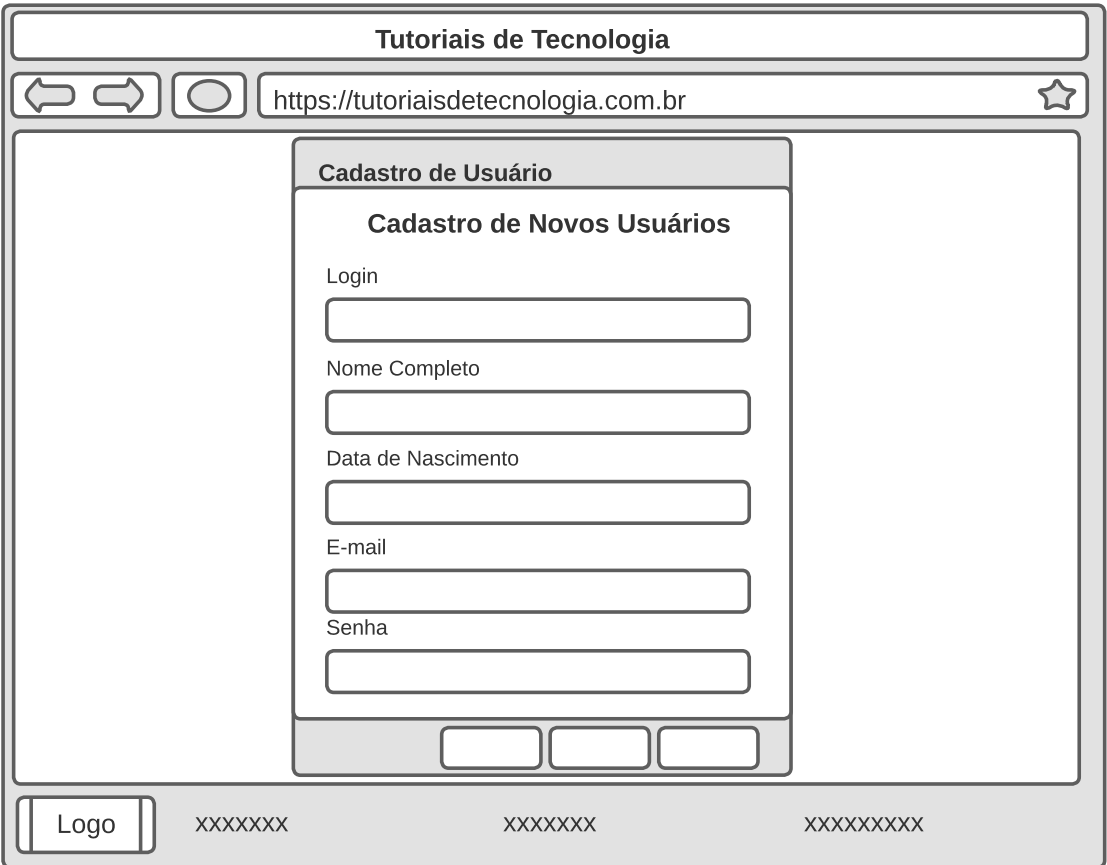 Tutoriais de Tecnologia
https://tutoriaisdetecnologia.com.br
Cadastro de Usuário
Cadastro de Novos Usuários
Login
Nome Completo
Data de Nascimento
E-mail
Senha
Logo xxxxxxx xxxxxxx xxxxxxxxx